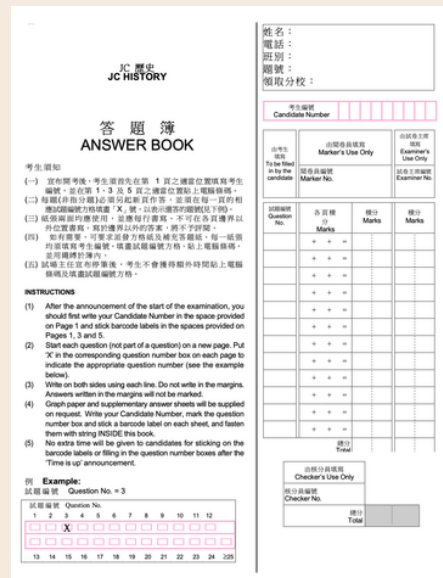 JC 歷史
JC HISTORY
答 題 簿
ANSWER BOOK
考生須知
(一) 宣布開考後，考生須首先在第 1 頁之適當位置填寫考生
編號，並在第 1、3 及 5 頁之適當位置貼上電腦條碼。
(二) 每題(非指分題)必須另起新頁作答，並須在每一頁的相
應試題編號方格填畫「X」號，以表示選答的題號(見下例)。
(三) 紙張兩面均應使用，並應每行書寫，不可在各頁邊界以
外位置書寫，寫於邊界以外的答案，將不予評閱。
(四) 如有需要，可要求派發方格紙及補充答題紙，每一紙張
均須填寫考生編號、填畫試題編號方格、貼上電腦條碼，
並用繩縛於簿內。
(五) 試場主任宣布停筆後，考生不會獲得額外時間貼上電腦
條碼及填畫試題編號方格。
INSTRUCTIONS
(1) After the announcement of the start of the examination, you
should first write your Candidate Number in the space provided
on Page 1 and stick barcode labels in the spaces provided on
Pages 1, 3 and 5.
(2) Start each question (not part of a question) on a new page. Put
'X' in the corresponding question number box on each page to
indicate the appropriate question number (see the example
below).
(3) Write on both sides using each line. Do not write in the margins.
Answers written in the margins will not be marked.
(4) Graph paper and supplementary answer sheets will be supplied
on request. Write your Candidate Number, mark the question
number box and stick a barcode label on each sheet, and fasten
them with string INSIDE this book.
(5) No extra time will be given to candidates for sticking on the
barcode labels or filling in the question number boxes after the
'Time is up' announcement.
例 Example:
試題編號 Question No. = 3
試題編號 Question No.
1 2 3 4 5 6 7 8 9 10 11 12
X
13 14 15 16 17 18 19 20 21 22 24 225
姓名：
電話：
班別：
題號：
領取分校：
考生編號
Candidate Number
由考生
填寫
To be filled
in by the
candidate
由閱卷員填寫
Marker's Use Only
由試卷主席
填寫
Examiner's
Use Only
閱卷員編號
Marker No.
試卷主席編號
Examiner No.
試題編號
Question
No.
各頁積
分
Marks
積分
Marks
積分
Marks
+ + =
+ + =
+ + =
+ + =
+ + =
+ + =
+ + =
+ + =
+ + =
+ + =
+ + =
總分
Total
由核分員填寫
Checker's Use Only
核分員編號
Checker No.
總分
Total